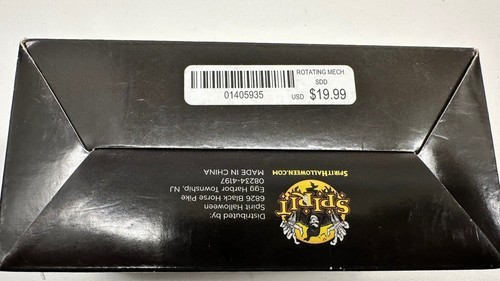 ROTATING MECH
SDD
01405935
USD $19.99
SPIRIT
SPIRITHALLOWEEN.COM
Distributed by:
Spirit Halloween
6826 Black Horse Pike
Egg Harbor Township, NJ
08234-4197
MADE IN CHINA